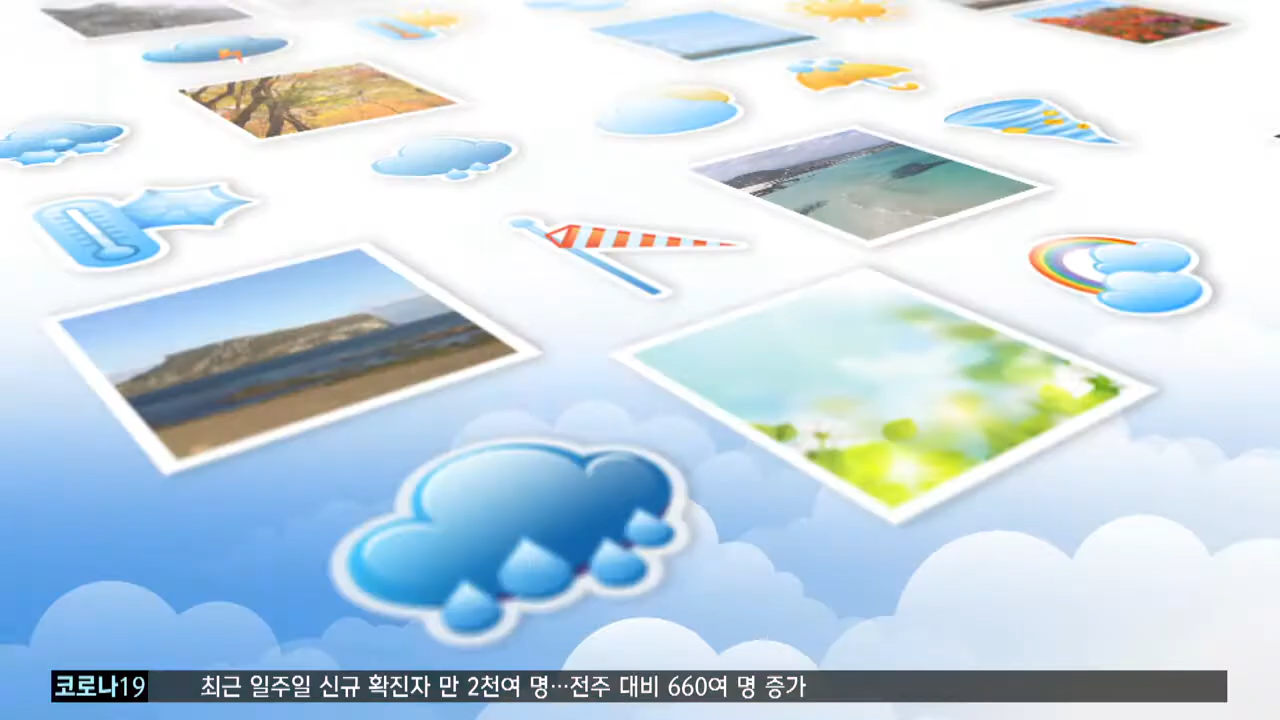 코로나19 최근 일주일 신규 확진자 만 2천여 명…전주 대비 660여 명 증가